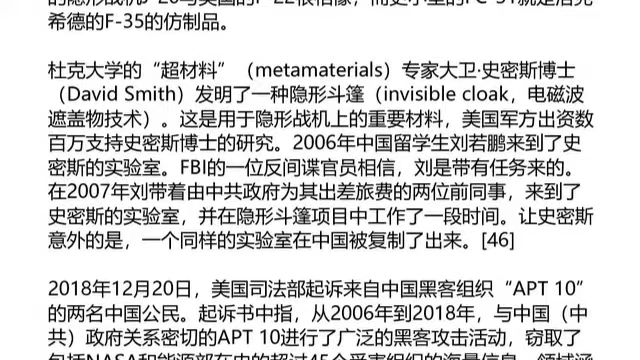 希德的F-35的仿制品。
杜克大学的“超材料”（metamaterials）专家大卫·史密斯博士
（David Smith）发明了一种隐形斗篷（invisible cloak，电磁波
遮盖物技术）。这是用于隐形战机上的重要材料，美国军方出资数
百万支持史密斯博士的研究。2006年中国留学生刘若鹏来到了史
密斯的实验室。FBI的一位反间谍官员相信，刘是带有任务来的。
在2007年刘带着由中共政府为其出差旅费的两位前同事，来到了
史密斯的实验室，并在隐形斗篷项目中工作了一段时间。让史密斯
意外的是，一个同样的实验室在中国被复制了出来。[46]
2018年12月20日，美国司法部起诉来自中国黑客组织“APT 10”
的两名中国公民。起诉书中指，从2006年到2018年，与中国（中
共）政府关系密切的APT 10进行了广泛的黑客攻击活动，窃取了